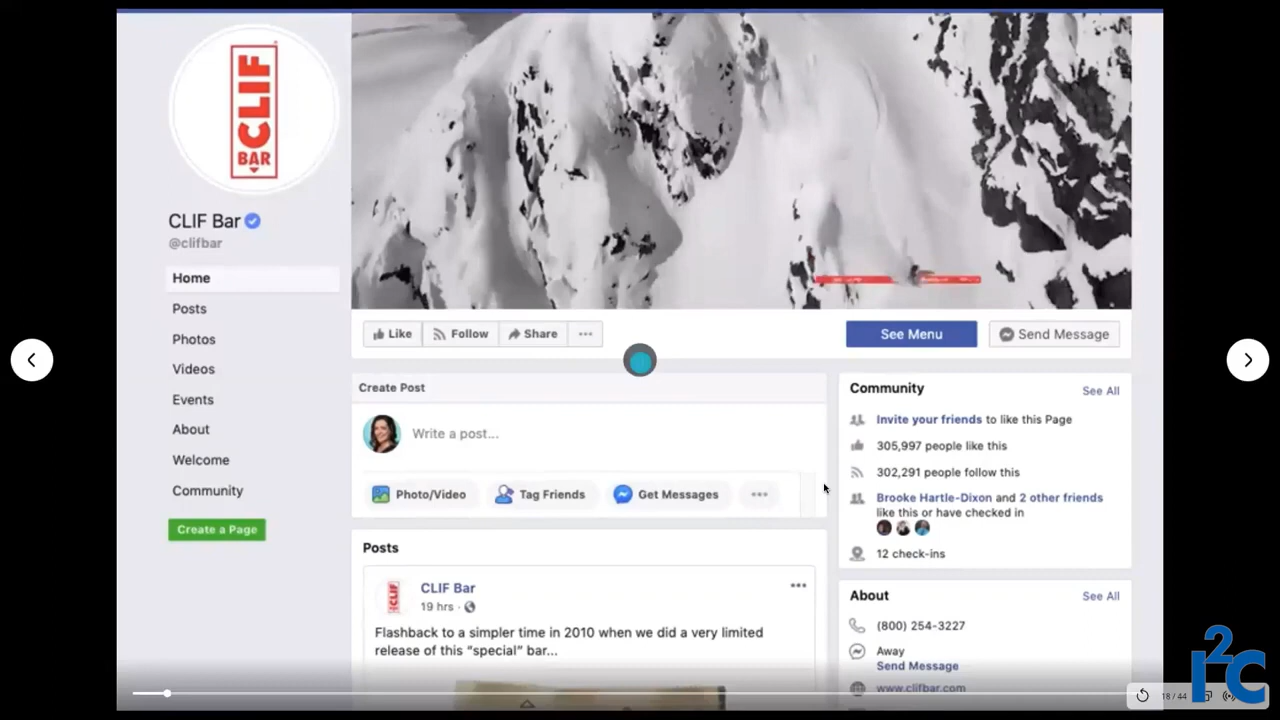 CLIF
BAR
CLIF Bar
@clifbar
Home
Posts
Photos
Videos
Events
About
Welcome
Community
Create a Page
Like
Follow
Share
See Menu
Send Message
Create Post
Write a post...
Photo/Video
Tag Friends
Get Messages
Posts
CLIF
CLIF Bar
19 hrs ·
Flashback to a simpler time in 2010 when we did a very limited
release of this “special” bar...
Community
See All
Invite your friends to like this Page
305,997 people like this
302,291 people follow this
Brooke Hartle-Dixon and 2 other friends
like this or have checked in
12 check-ins
About
See All
(800) 254-3227
Away
Send Message
www.clifbar.com
18 / 44
r2c